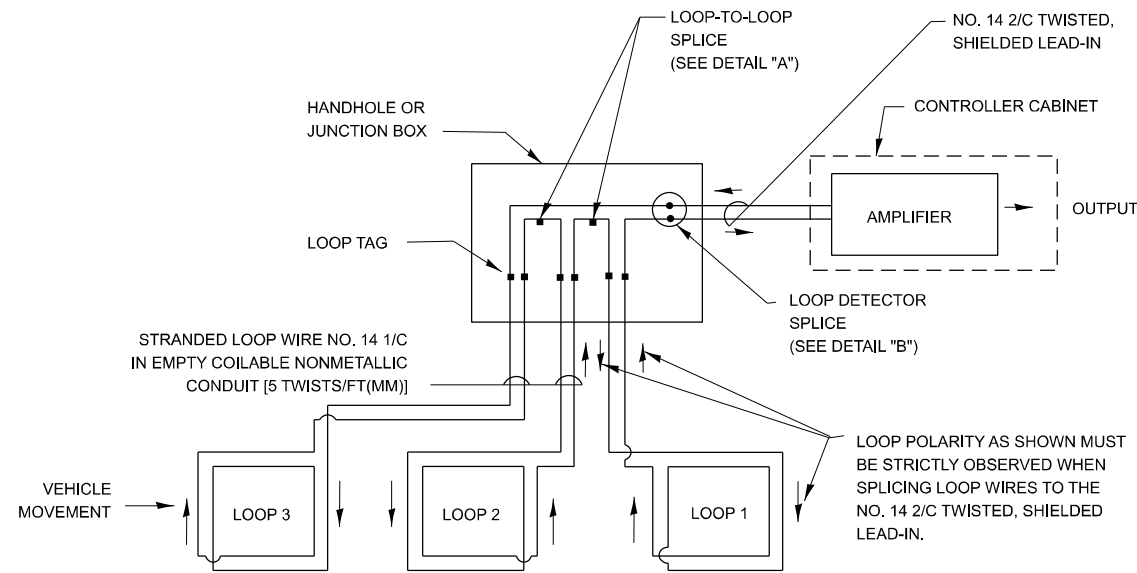 LOOP-TO-LOOP
SPLICE
(SEE DETAIL "A")
NO. 14 2/C TWISTED,
SHIELDED LEAD-IN
HANDHOLE OR
JUNCTION BOX
CONTROLLER CABINET
AMPLIFIER
OUTPUT
LOOP TAG
LOOP DETECTOR
SPLICE
(SEE DETAIL "B")
STRANDED LOOP WIRE NO. 14 1/C
IN EMPTY COILABLE NONMETALLIC
CONDUIT [5 TWISTS/FT(MM)]
LOOP POLARITY AS SHOWN MUST
BE STRICTLY OBSERVED WHEN
SPLICING LOOP WIRES TO THE
NO. 14 2/C TWISTED, SHIELDED
LEAD-IN.
VEHICLE
MOVEMENT
LOOP 3
LOOP 2
LOOP 1